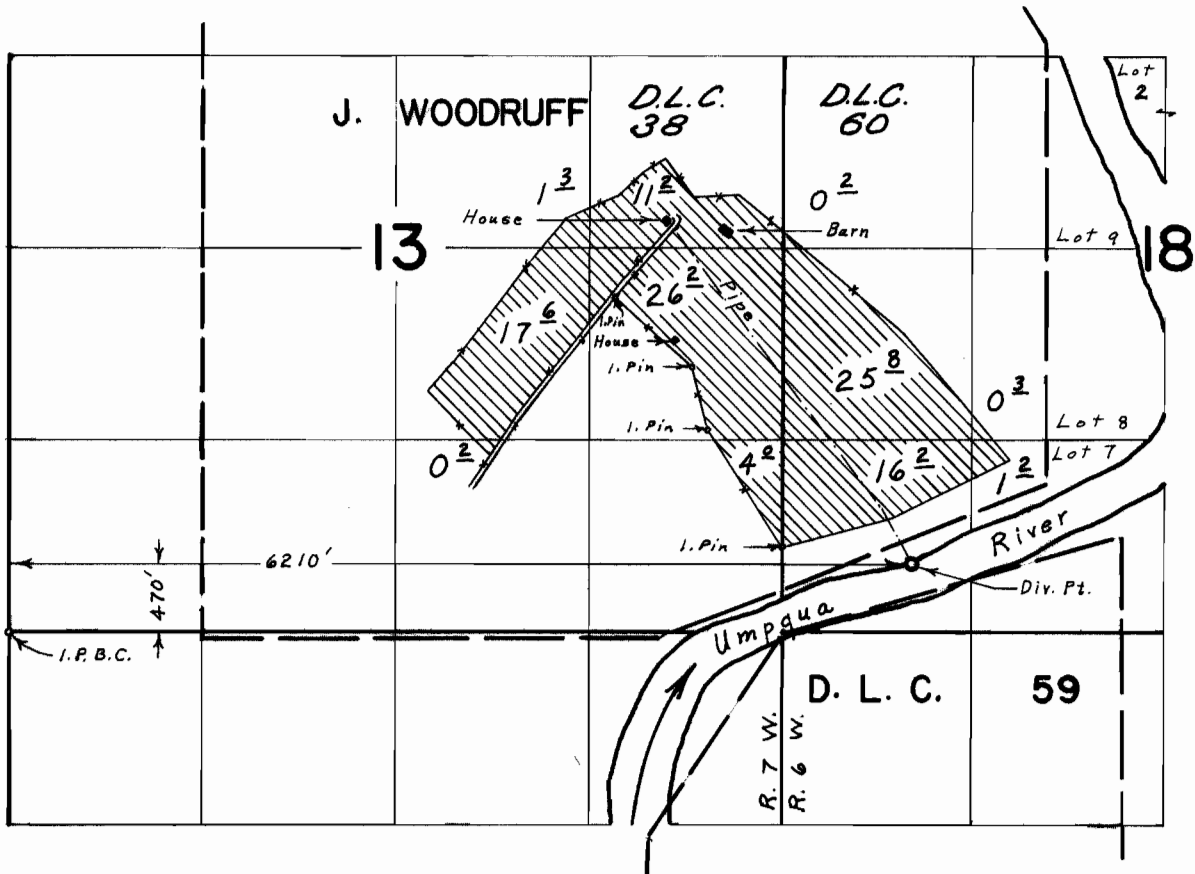 J. WOODRUFF
D.L.C.
38
D.L.C.
60
Lot
2
1 3
11 2
0 2
House
Barn
13
Lot 9
18
26 2
Pipe
17 6
I.Pin
House
25 8
I. Pin
0 3
I. Pin
Lot 8
Lot 7
0 2
4 0
16 2
1 2
I. Pin
River
6210'
470'
Div. Pt.
Umpqua
I.P. B.C.
D. L. C. 59
R. 7 W.
R. 6 W.